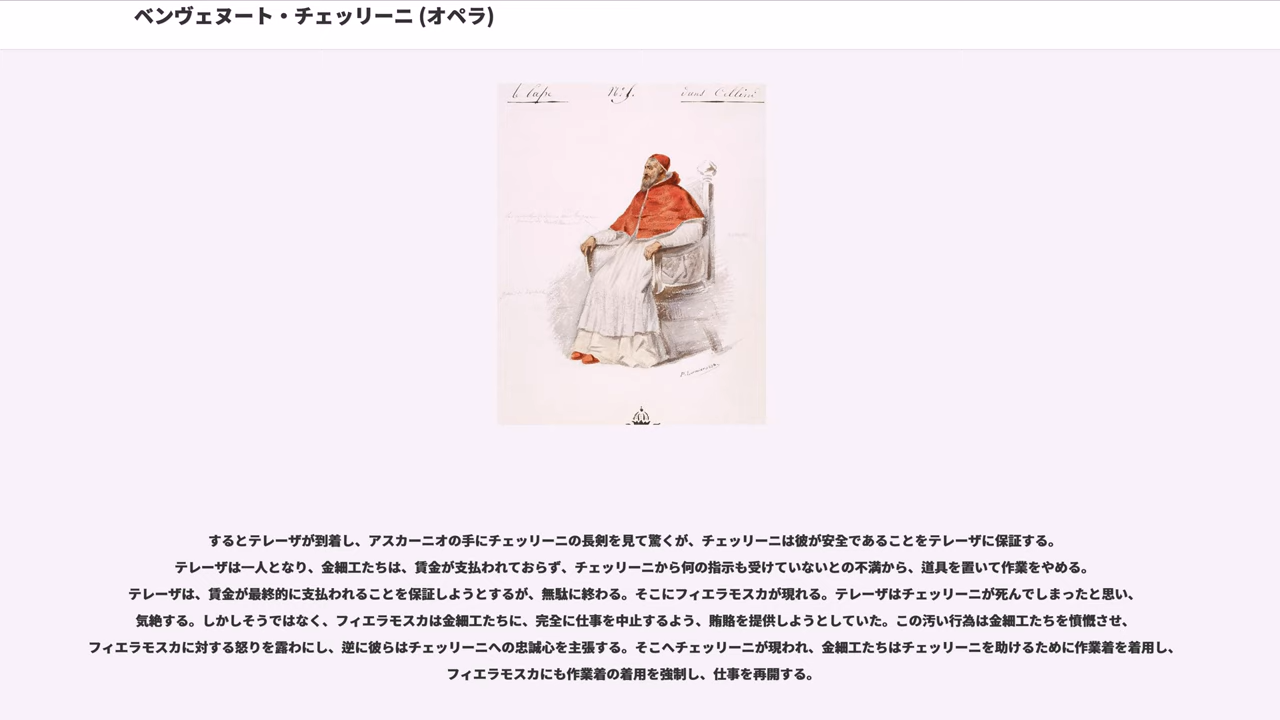 ベンヴェヌート・チェッリーニ (オペラ)
するとテレーザが到着し、アスカーニオの手にチェッリーニの長剣を見て驚くが、チェッリーニは彼が安全であることをテレーザに保証する。
テレーザは一人となり、金細工たちは、賃金が支払われておらず、チェッリーニから何の指示も受けていないとの不満から、道具を置いて作業をやめる。
テレーザは、賃金が最終的に支払われることを保証しようとするが、無駄に終わる。そこにフィエラモスカが現れる。テレーザはチェッリーニが死んでしまったと思い、
気絶する。しかしそうではなく、フィエラモスカは金細工たちに、完全に仕事を中止するよう、賄賂を提供しようとしていた。この汚い行為は金細工たちを憤慨させ、
フィエラモスカに対する怒りを露わにし、逆に彼らはチェッリーニへの忠誠心を主張する。そこへチェッリーニが現われ、金細工たちはチェッリーニを助けるために作業着を着用し、
フィエラモスカにも作業着の着用を強制し、仕事を再開する。